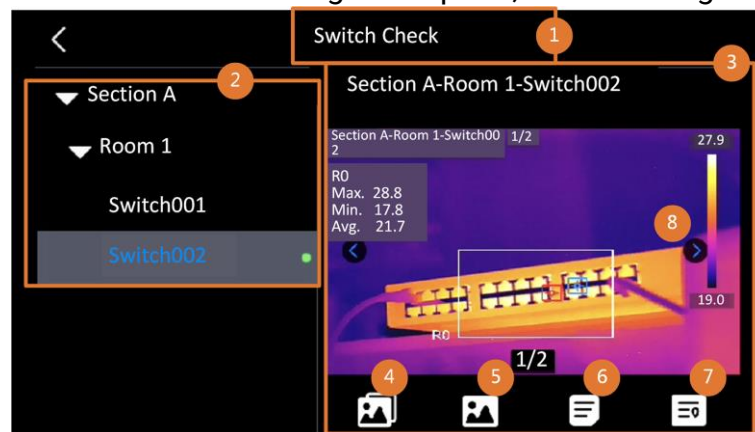 Switch Check
1
2
3
Section A
Room 1
Switch001
Switch002
Section A-Room 1-Switch002
Section A-Room 1-Switch00
2
1/2
27.9
R0
Max. 28.8
Min. 17.8
Avg. 21.7
8
19.0
R0
1/2
4
5
6
7